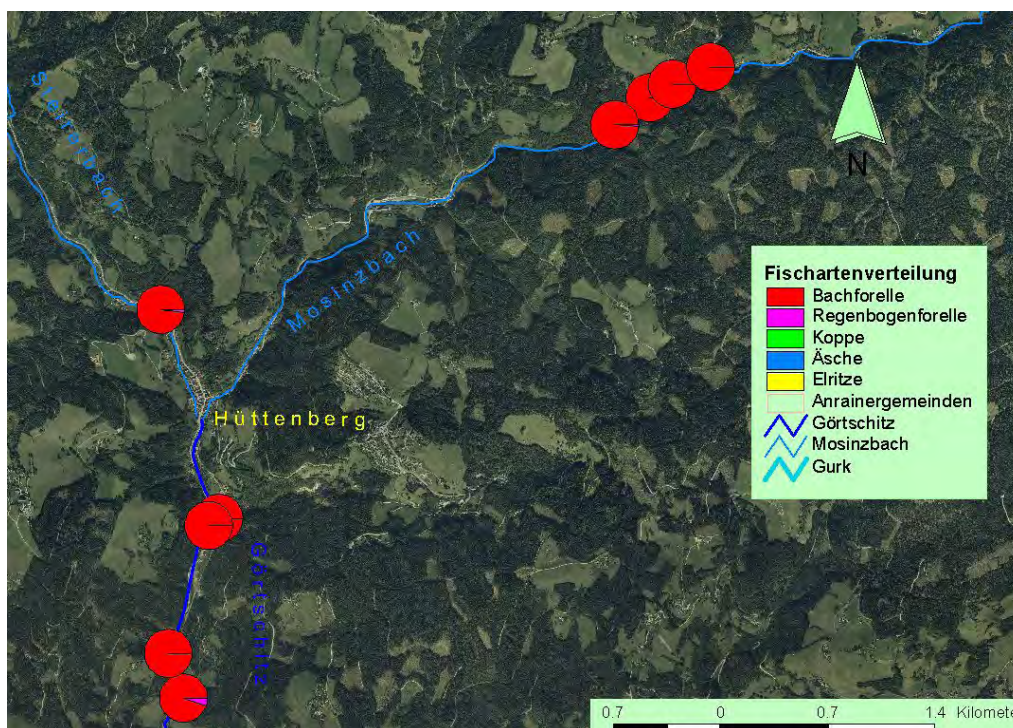 Steirerbach
Mosinzbach
N
Hüttenberg
Görtschitz
Fischartenverteilung
Bachforelle
Regenbogenforelle
Koppe
Äsche
Elritze
Anrainergemeinden
Görtschitz
Mosinzbach
Gurk
0.7 0 0.7 1.4 Kilomete